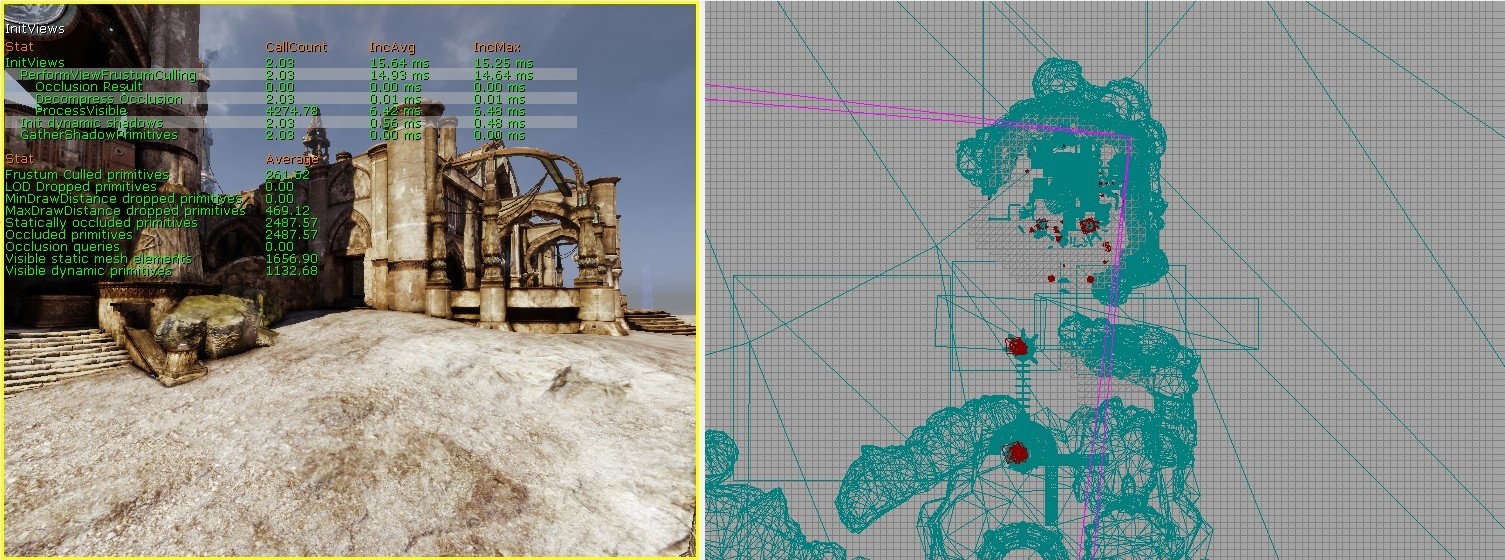 InitViews
Stat CallCount IncAvg IncMax
InitViews 2.03 15.64 ms 15.25 ms
PerformViewFrustumCulling 2.03 14.93 ms 14.64 ms
Occlusion Result 0.00 0.00 ms 0.00 ms
Decompress Occlusion 2.03 0.01 ms 0.01 ms
ProcessVisible 4274.78 6.42 ms 6.48 ms
Init dynamic shadows 2.03 0.56 ms 0.48 ms
GatherShadowPrimitives 2.03 0.00 ms 0.00 ms
Stat Average
Frustum Culled primitives 261.62
LOD Dropped primitives 0.00
MinDrawDistance dropped primitives 0.00
MaxDrawDistance dropped primitives 469.12
Statically occluded primitives 2487.57
Occluded primitives 2487.57
Occlusion queries 0.00
Visible static mesh elements 1656.90
Visible dynamic primitives 1132.68